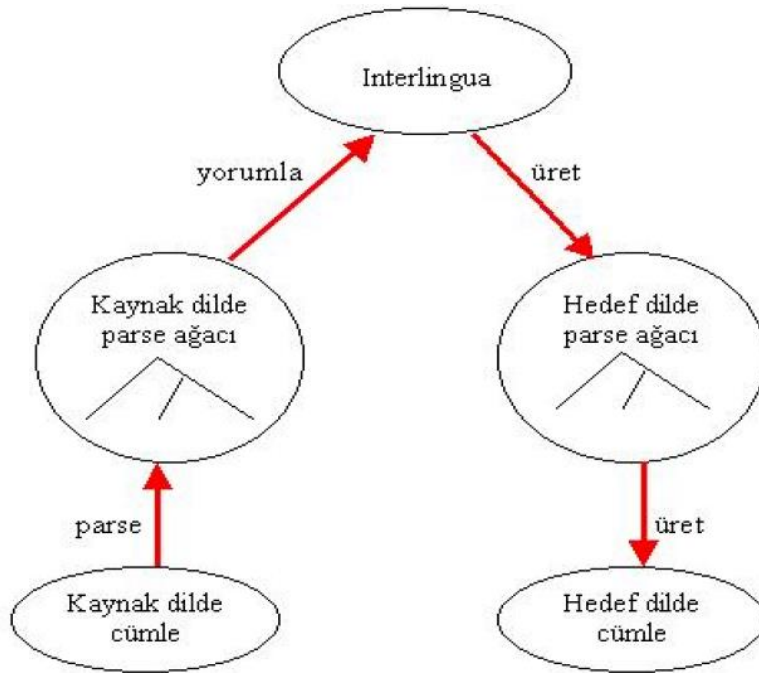 Interlingua
yorumla
üret
Kaynak dilde
parse ağacı
Hedef dilde
parse ağacı
parse
üret
Kaynak dilde
cümle
Hedef dilde
cümle